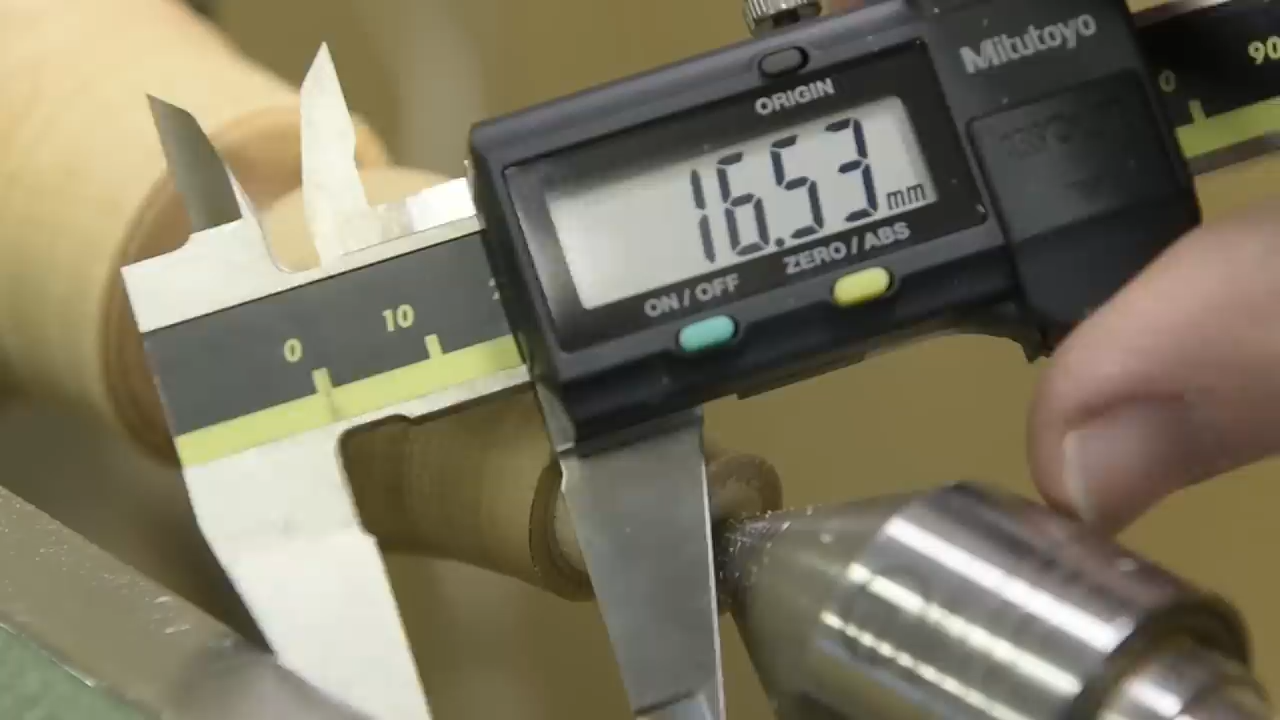 Mitutoyo
ORIGIN
16.53 mm
ZERO / ABS
ON / OFF
0 10
0 90